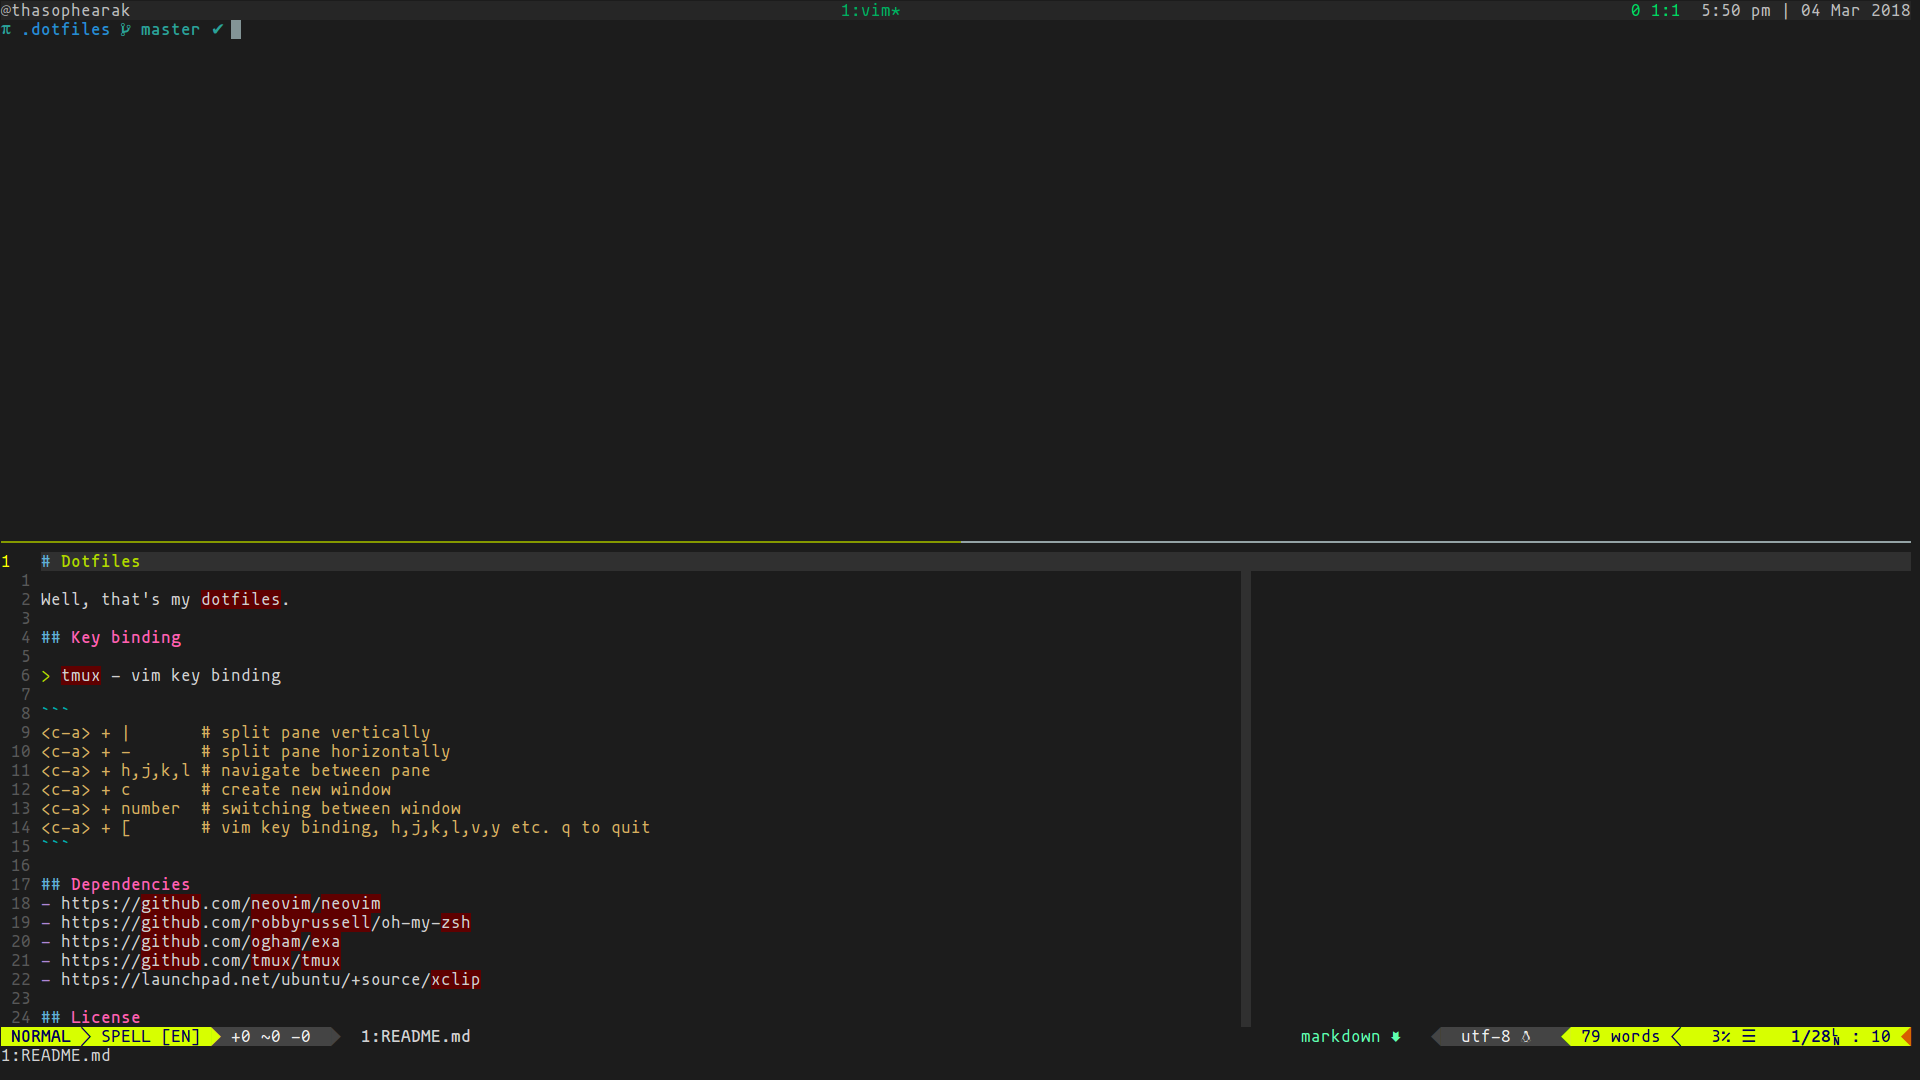 @thasophearak 1:vim* 0 1:1 5:50 pm | 04 Mar 2018
π .dotfiles master ✔
1 # Dotfiles
1
2 Well, that's my dotfiles.
3
4 ## Key binding
5
6 > tmux - vim key binding
7
8 ```
9 <c-a> + | # split pane vertically
10 <c-a> + - # split pane horizontally
11 <c-a> + h,j,k,l # navigate between pane
12 <c-a> + c # create new window
13 <c-a> + number # switching between window
14 <c-a> + [ # vim key binding, h,j,k,l,v,y etc. q to quit
15 ```
16
17 ## Dependencies
18 - https://github.com/neovim/neovim
19 - https://github.com/robbyrussell/oh-my-zsh
20 - https://github.com/ogham/exa
21 - https://github.com/tmux/tmux
22 - https://launchpad.net/ubuntu/+source/xclip
23
24 ## License
NORMAL SPELL [EN] +0 ~0 -0 1:README.md markdown utf-8 79 words 3% ☰ 1/28 : 10
1:README.md